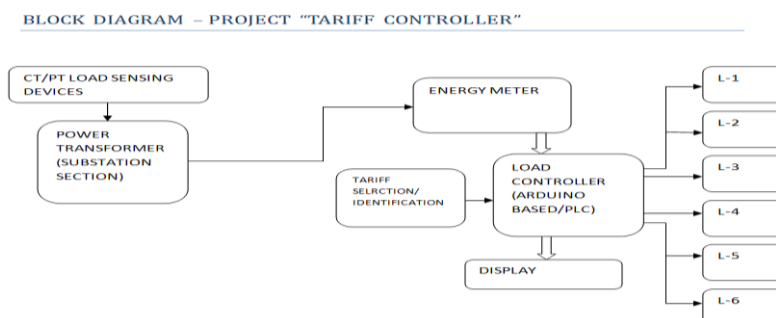 BLOCK DIAGRAM – PROJECT “TARIFF CONTROLLER”
CT/PT LOAD SENSING
DEVICES
POWER
TRANSFORMER
(SUBSTATION
SECTION)
ENERGY METER
TARIFF
SELRCTION/
IDENTIFICATION
LOAD
CONTROLLER
(ARDUINO
BASED/PLC)
DISPLAY
L-1
L-2
L-3
L-4
L-5
L-6